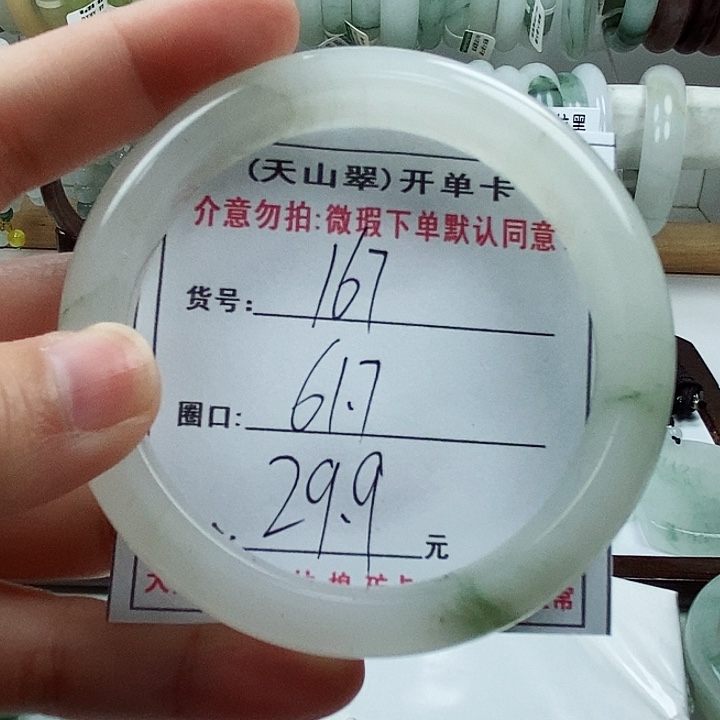 (天山翠)开单卡
介意勿拍:微瑕下单默认同意
货号: 167
圈口: 61.7
29.9元